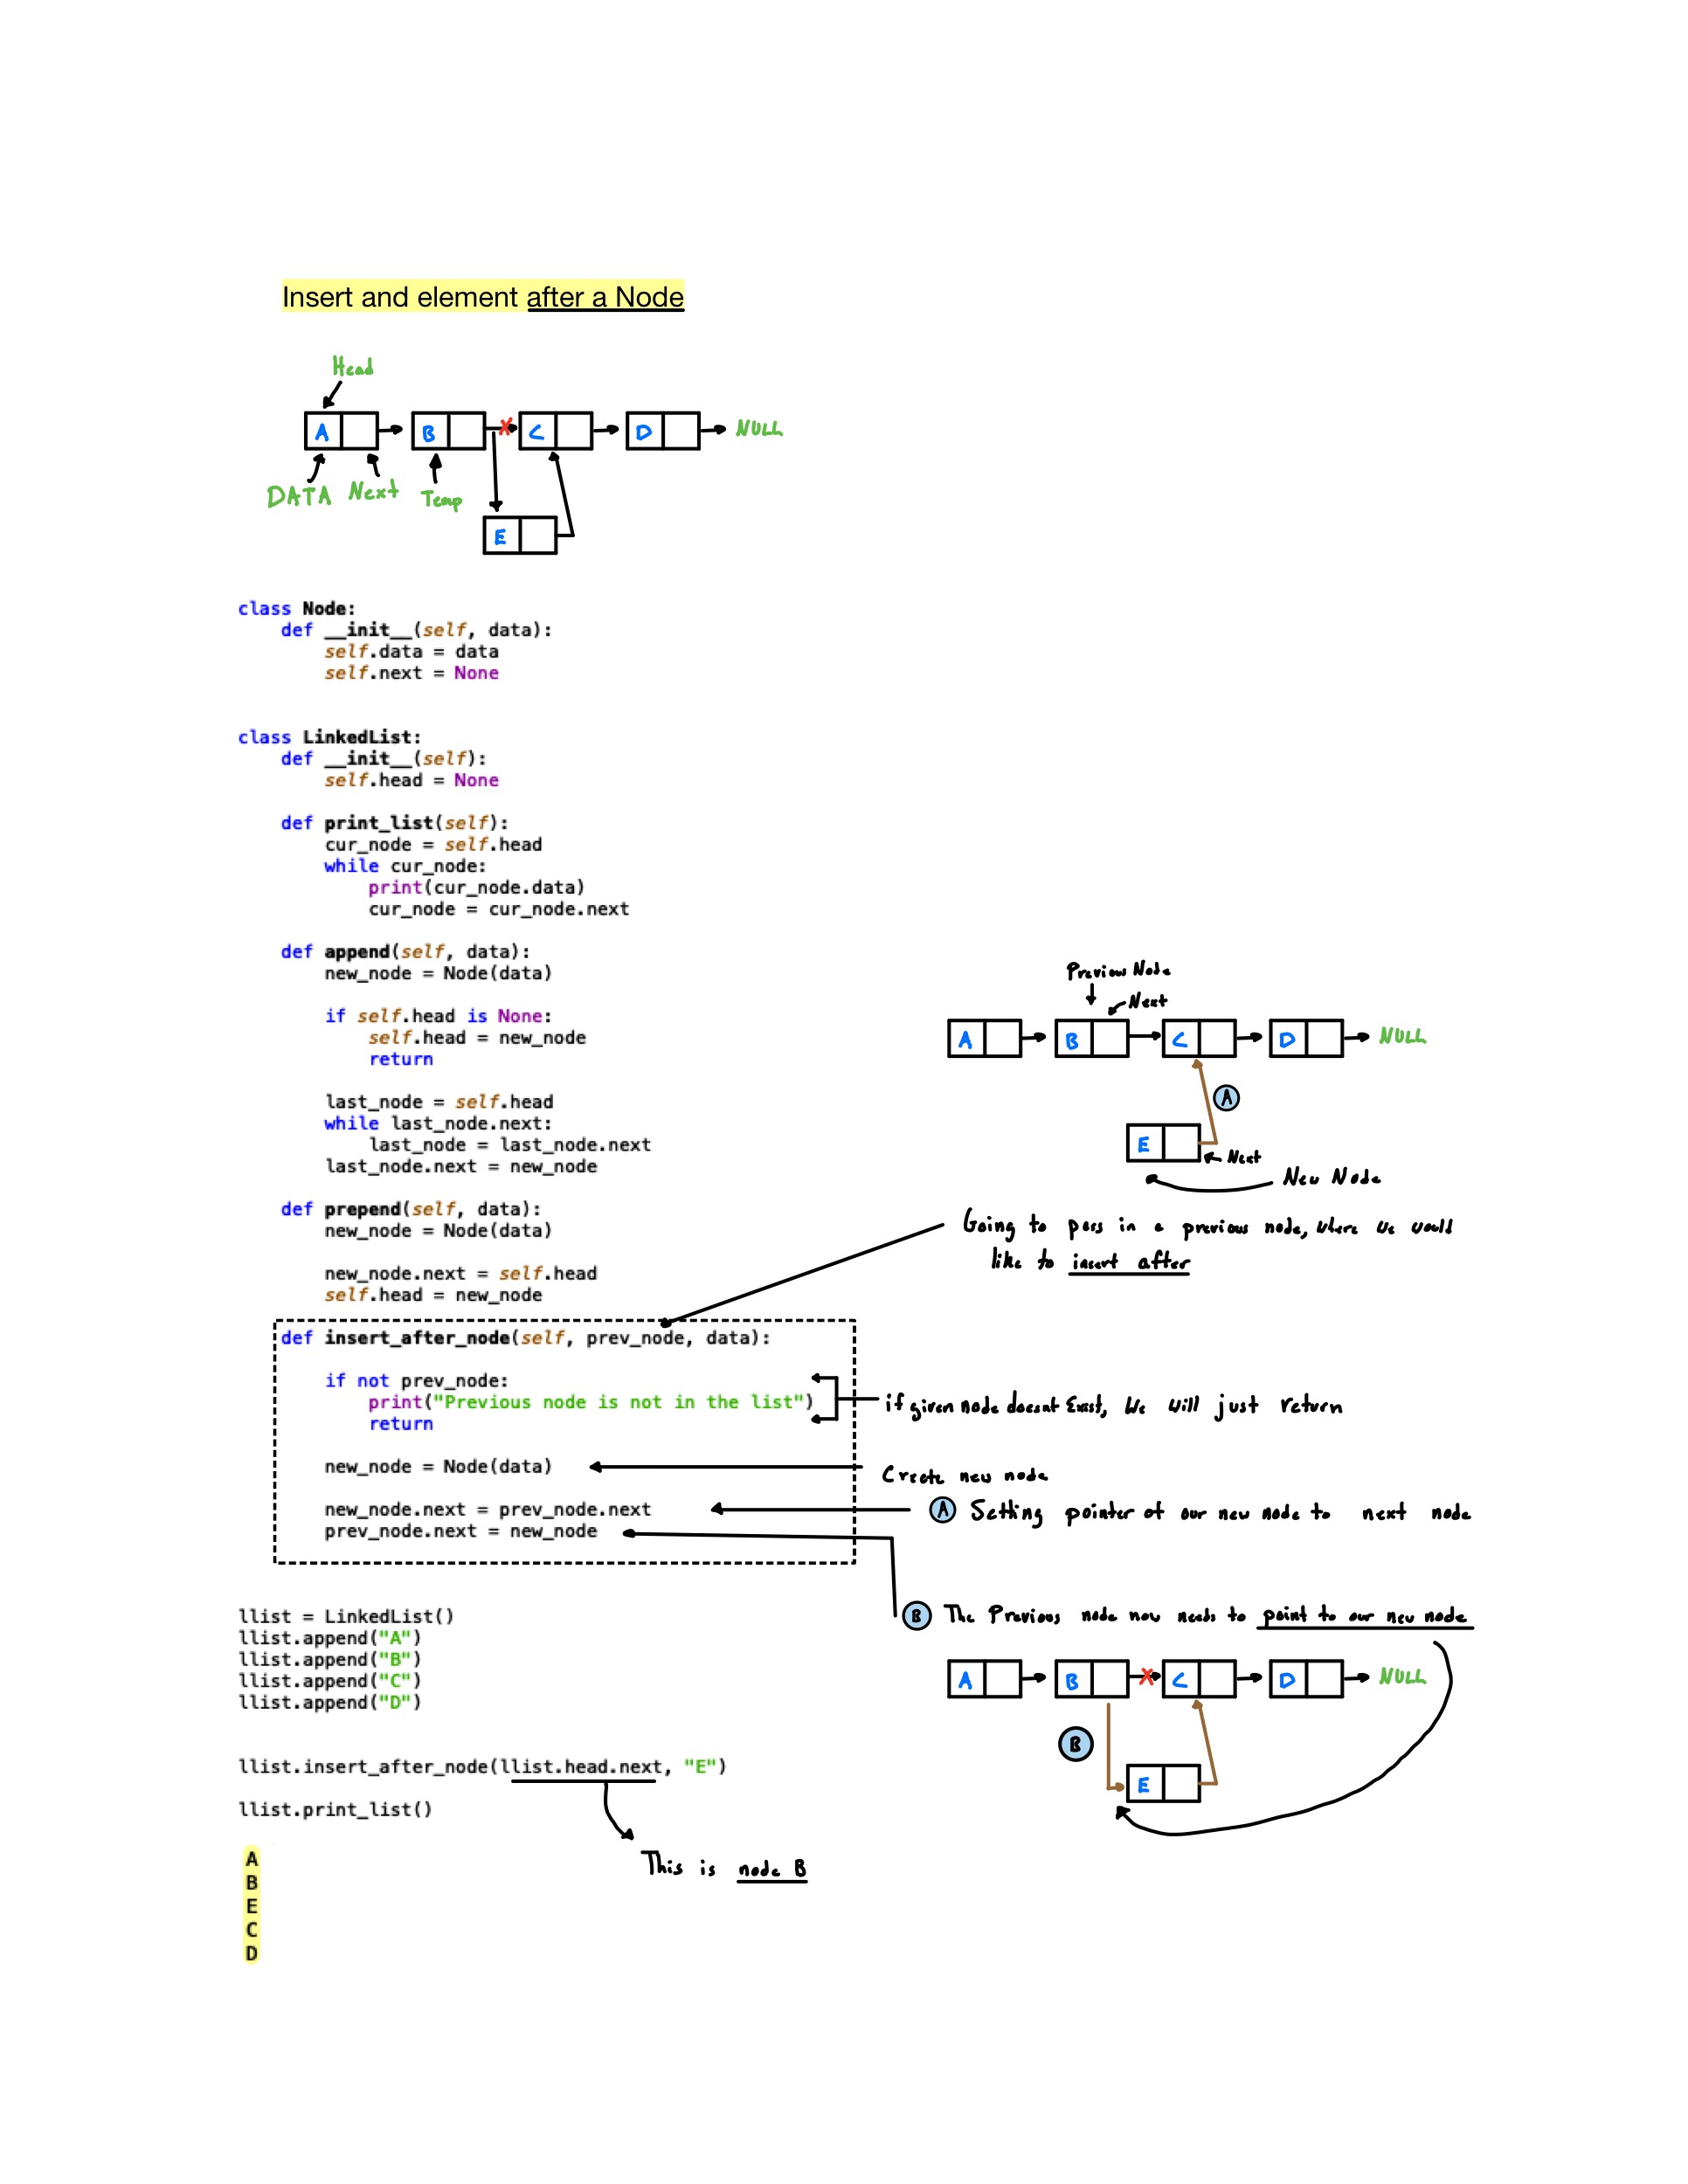 Insert and element after a Node
Head
A B C D NULL
DATA Next Temp
E
class Node:
    def __init__(self, data):
        self.data = data
        self.next = None
class LinkedList:
    def __init__(self):
        self.head = None
    def print_list(self):
        cur_node = self.head
        while cur_node:
            print(cur_node.data)
            cur_node = cur_node.next
    def append(self, data):
        new_node = Node(data)
        if self.head is None:
            self.head = new_node
            return
        last_node = self.head
        while last_node.next:
            last_node = last_node.next
        last_node.next = new_node
    def prepend(self, data):
        new_node = Node(data)
        new_node.next = self.head
        self.head = new_node
    def insert_after_node(self, prev_node, data):
        if not prev_node:
            print("Previous node is not in the list")
            return
        new_node = Node(data)
        new_node.next = prev_node.next
        prev_node.next = new_node
llist = LinkedList()
llist.append("A")
llist.append("B")
llist.append("C")
llist.append("D")
llist.insert_after_node(llist.head.next, "E")
llist.print_list()
This is node B
A
B
E
C
D
Previous Node
Next
A B C D NULL
A
E
Next
New Node
Going to pass in a previous node, where we would
like to insert after
if given node doesnt Exist, We will just return
Create new node
A Setting pointer of our new node to next node
B The Previous node now needs to point to our new node
A B C D NULL
B
E